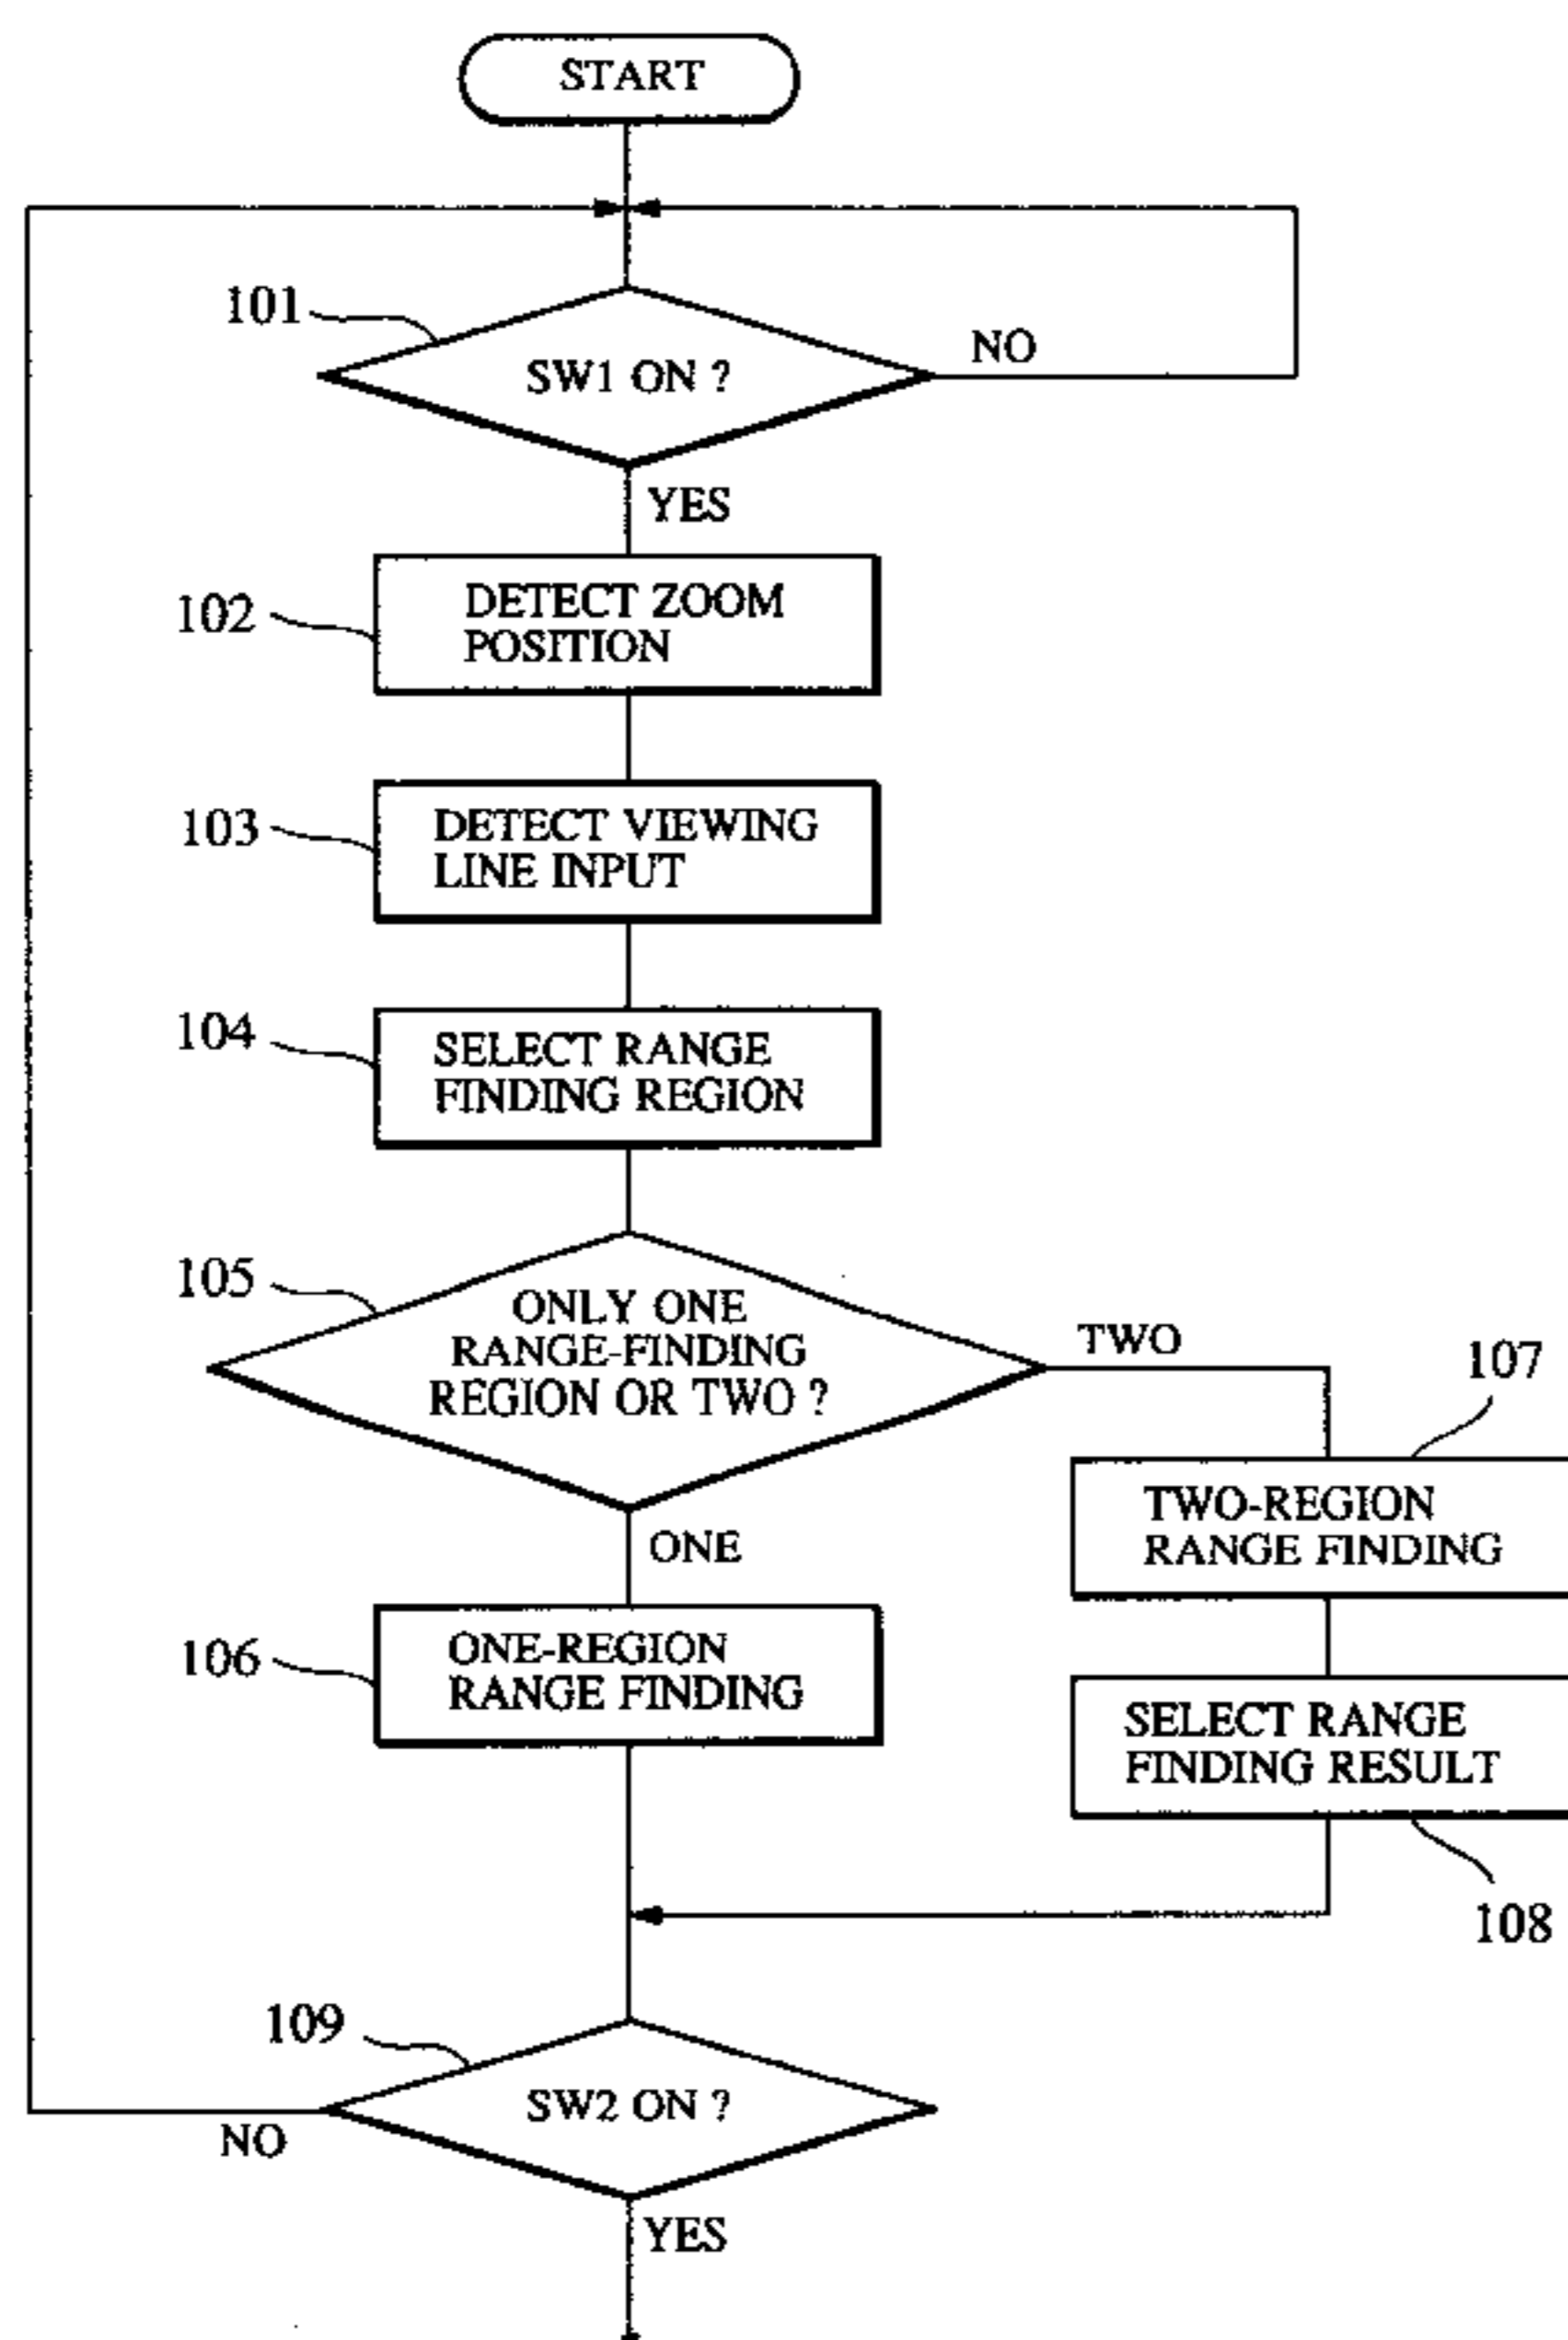 START
101
SW1 ON ?
NO
YES
102
DETECT ZOOM
POSITION
103
DETECT VIEWING
LINE INPUT
104
SELECT RANGE
FINDING REGION
105
ONLY ONE
RANGE-FINDING
REGION OR TWO ?
TWO
107
ONE
TWO-REGION
RANGE FINDING
106
ONE-REGION
RANGE FINDING
SELECT RANGE
FINDING RESULT
108
109
SW2 ON ?
NO
YES